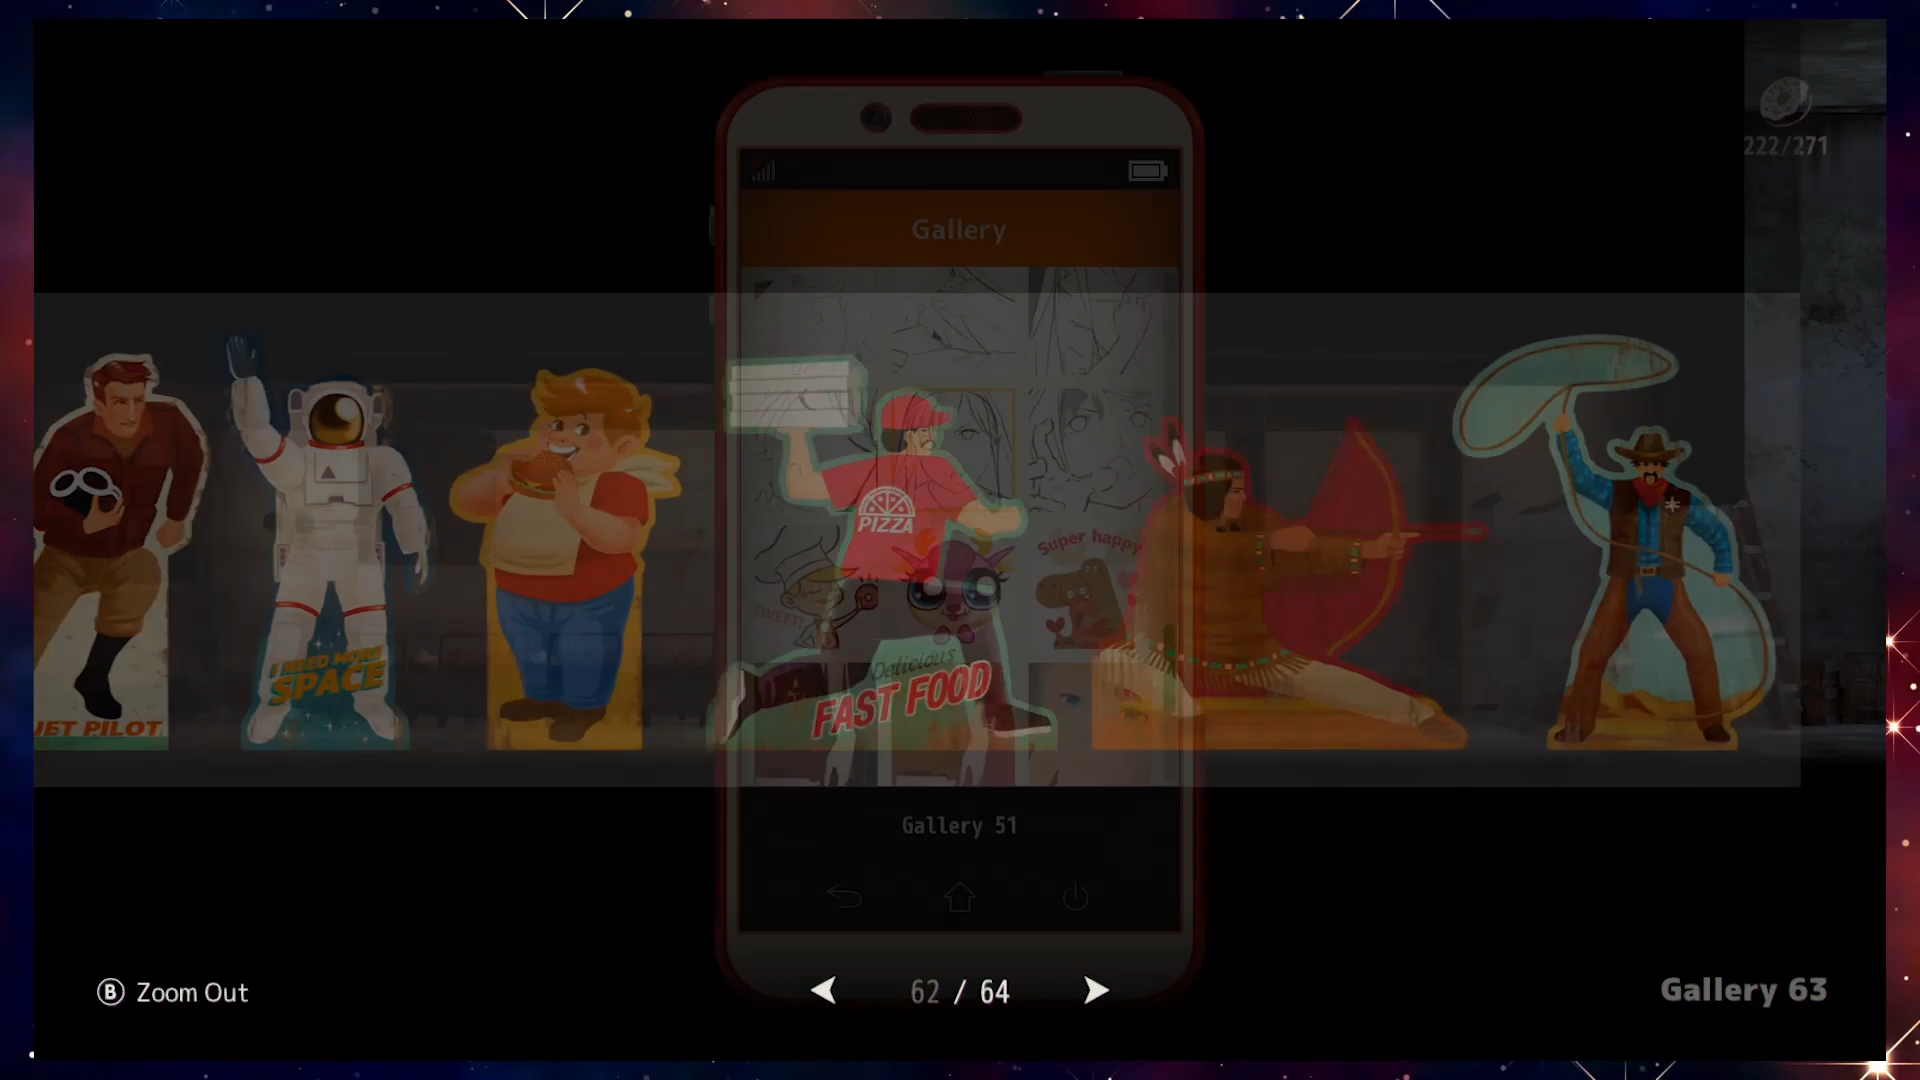 222/271
Gallery
PIZZA
Super happy
TWEET!
I NEED MORE
SPACE
Delicious
FAST FOOD
JET PILOT
Gallery 51
B Zoom Out
62 / 64
Gallery 63